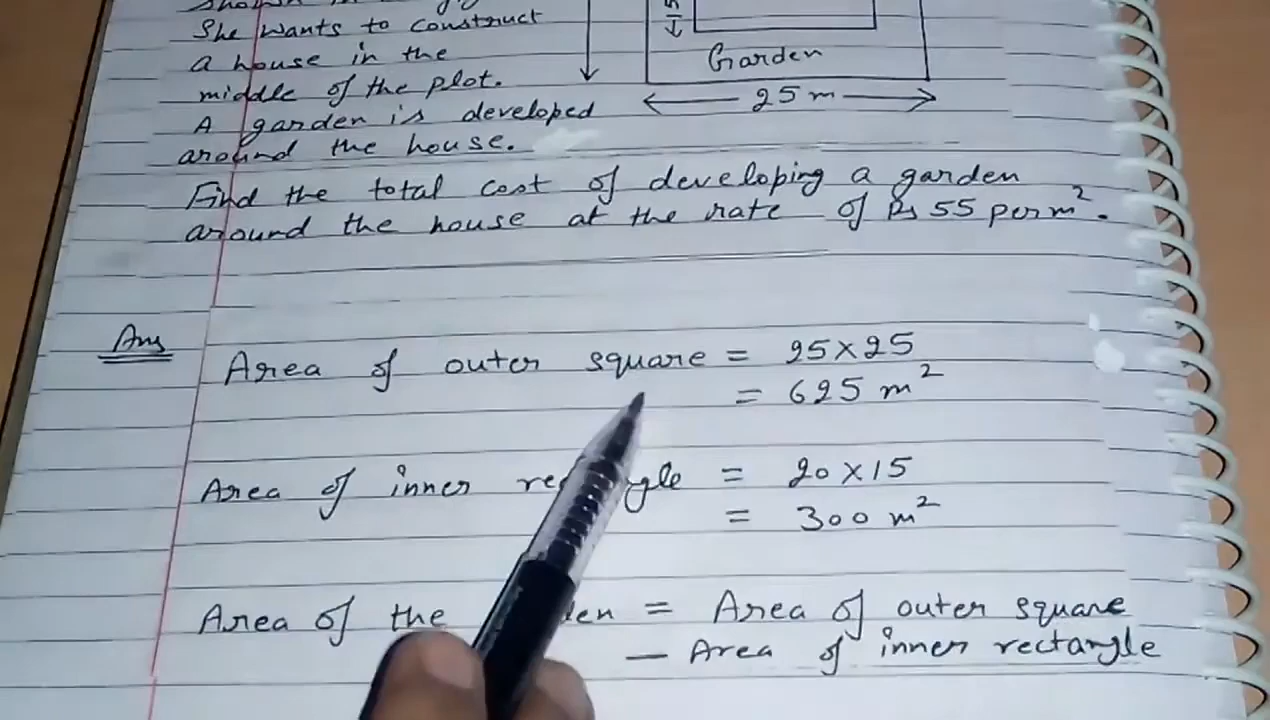 She wants to construct
a house in the
middle of the plot.
A garden is developed
around the house.
Garden
25 m
Find the total cost of developing a garden
around the house at the rate of Rs 55 per m².
Ans
Area of outer square = 25 × 25
= 625 m²
Area of inner = 20 × 15
= 300 m²
Area of the = Area of outer square
— Area of inner rectangle